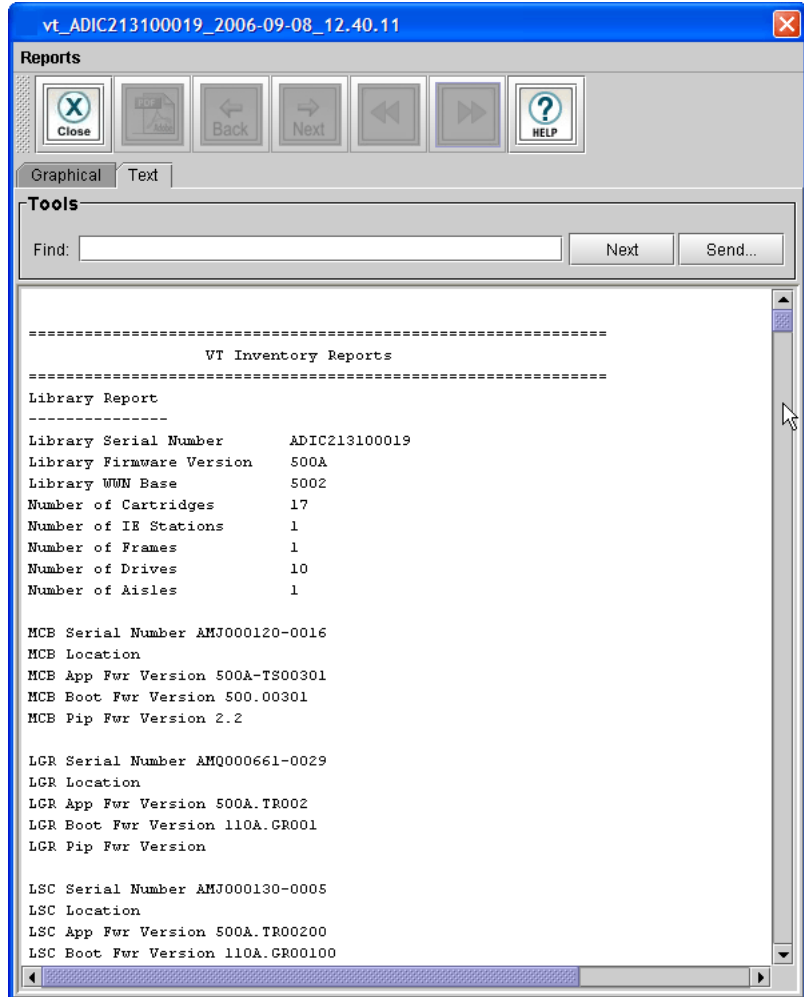 vt_ADIC213100019_2006-09-08_12.40.11
Reports
Close
PDF
Adobe
Back
Next
HELP
Graphical Text
Tools
Find: Next Send...
==============================================================
VT Inventory Reports
==============================================================
Library Report
---------------
Library Serial Number ADIC213100019
Library Firmware Version 500A
Library WWN Base 5002
Number of Cartridges 17
Number of IE Stations 1
Number of Frames 1
Number of Drives 10
Number of Aisles 1
MCB Serial Number AMJ000120-0016
MCB Location
MCB App Fwr Version 500A-TS00301
MCB Boot Fwr Version 500.00301
MCB Pip Fwr Version 2.2
LGR Serial Number AMQ000661-0029
LGR Location
LGR App Fwr Version 500A.TR002
LGR Boot Fwr Version 110A.GR001
LGR Pip Fwr Version
LSC Serial Number AMJ000130-0005
LSC Location
LSC App Fwr Version 500A.TR00200
LSC Boot Fwr Version 110A.GR00100